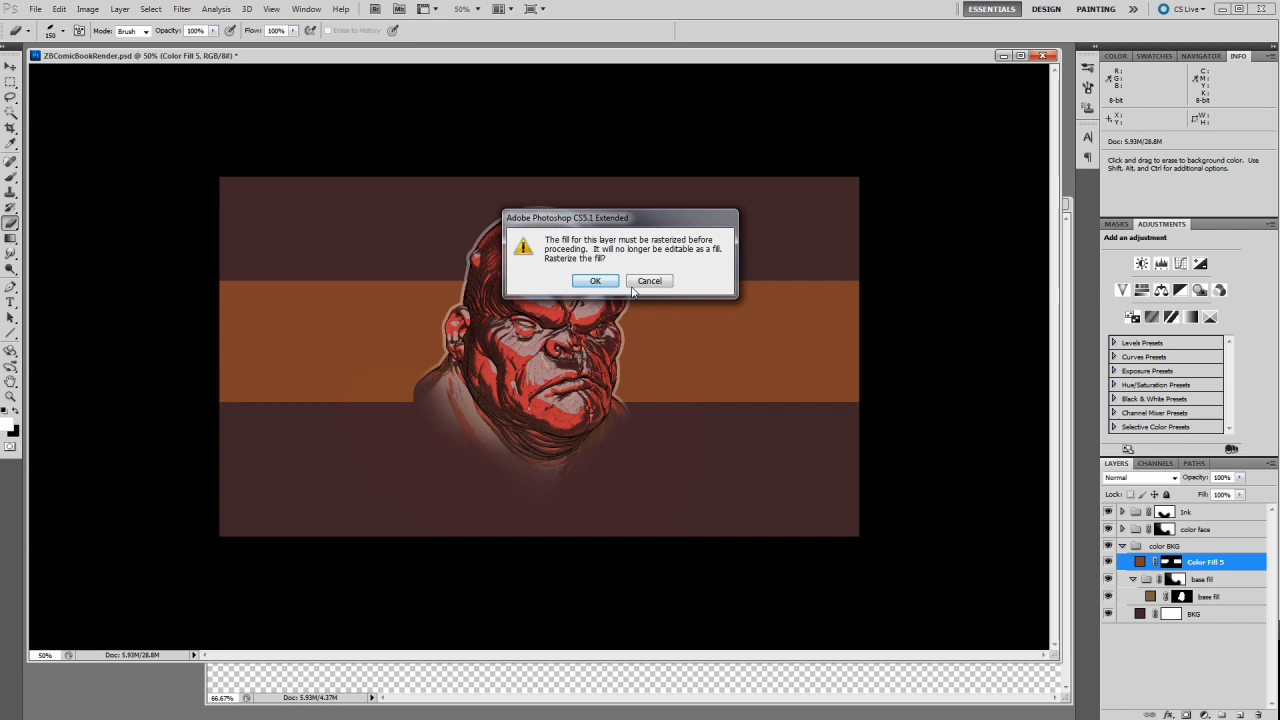 Ps File Edit Image Layer Select Filter Analysis 3D View Window Help Br Mb 50% ESSENTIALS DESIGN PAINTING CS Live
150 Mode: Brush Opacity: 100% Flow: 100% Erase to History
Ps ZBComicBookRender.psd @ 50% (Color Fill 5, RGB/8#) *
COLOR SWATCHES NAVIGATOR INFO
R: C:
G: M:
B: Y:
K:
8-bit 8-bit
X: W:
Y: H:
Doc: 5.93M/28.8M
Click and drag to erase to background color. Use
Shift, Alt, and Ctrl for additional options.
Adobe Photoshop CS5.1 Extended
The fill for this layer must be rasterized before
proceeding. It will no longer be editable as a fill.
Rasterize the fill?
OK Cancel
MASKS ADJUSTMENTS
Add an adjustment
Levels Presets
Curves Presets
Exposure Presets
Hue/Saturation Presets
Black & White Presets
Channel Mixer Presets
Selective Color Presets
LAYERS CHANNELS PATHS
Normal Opacity: 100%
Lock: Fill: 100%
Ink
color face
color BKG
Color Fill 5
base fill
base fill
BKG
50% Doc: 5.93M/28.8M
66.67% Doc: 5.93M/4.37M